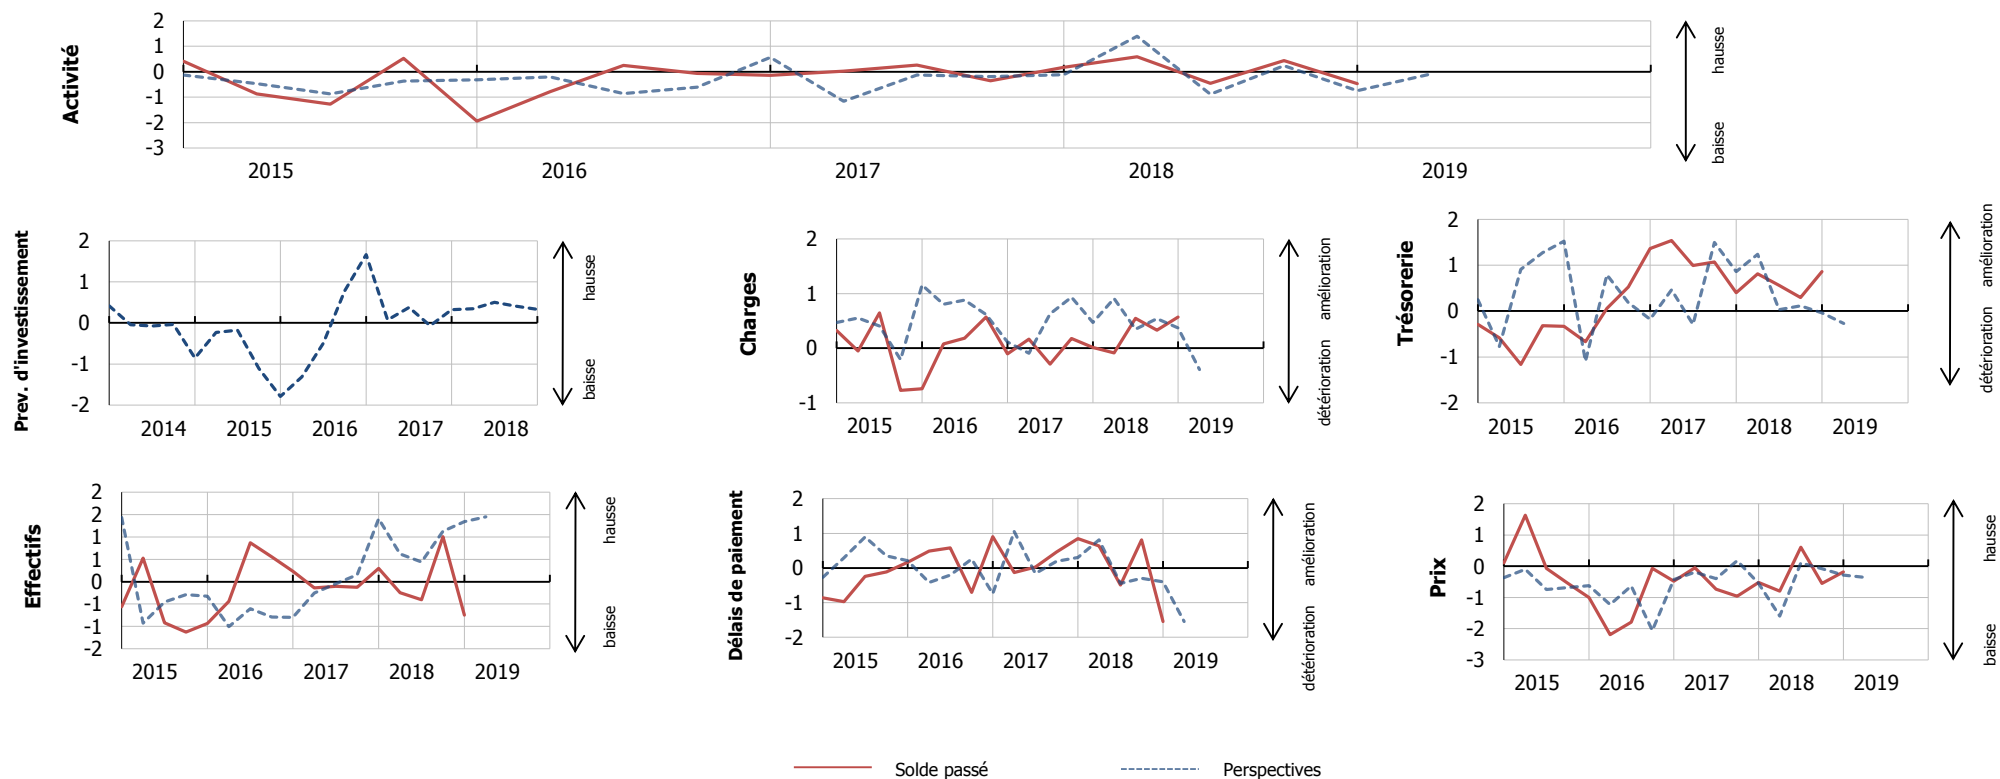 Activité
2
1
0
-1
-2
-3
2015 2016 2017 2018 2019
hausse
baisse
Prev. d'investissement
2
1
0
-1
-2
2014 2015 2016 2017 2018
hausse
baisse
Charges
2
1
0
-1
2015 2016 2017 2018 2019
amélioration
détérioration
Trésorerie
2
1
0
-1
-2
2015 2016 2017 2018 2019
amélioration
détérioration
Effectifs
2
2
1
1
0
-1
-1
-2
2015 2016 2017 2018 2019
hausse
baisse
Délais de paiement
2
1
0
-1
-2
2015 2016 2017 2018 2019
amélioration
détérioration
Prix
2
1
0
-1
-2
-3
2015 2016 2017 2018 2019
hausse
baisse
Solde passé Perspectives